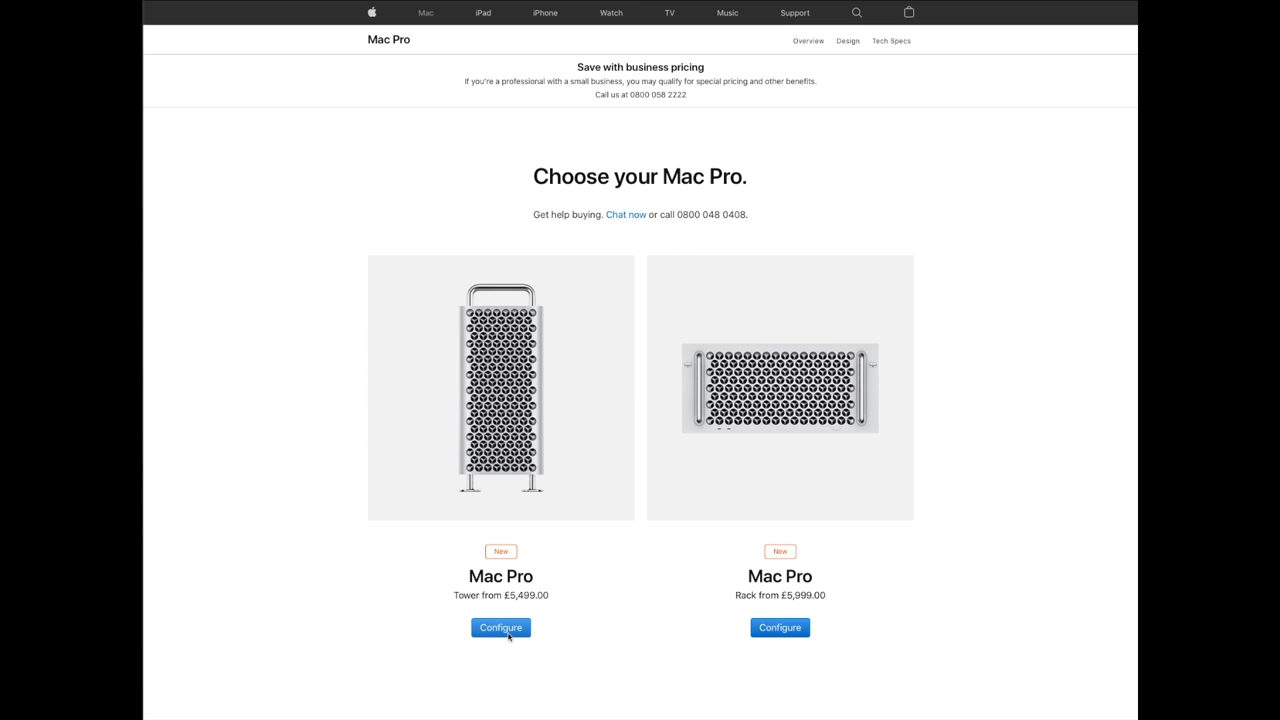 Mac
iPad
iPhone
Watch
TV
Music
Support
Mac Pro
Overview
Design
Tech Specs
Save with business pricing
If you're a professional with a small business, you may qualify for special pricing and other benefits.
Call us at 0800 058 2222
Choose your Mac Pro.
Get help buying. Chat now or call 0800 048 0408.
New
Mac Pro
Tower from £5,499.00
Configure
New
Mac Pro
Rack from £5,999.00
Configure